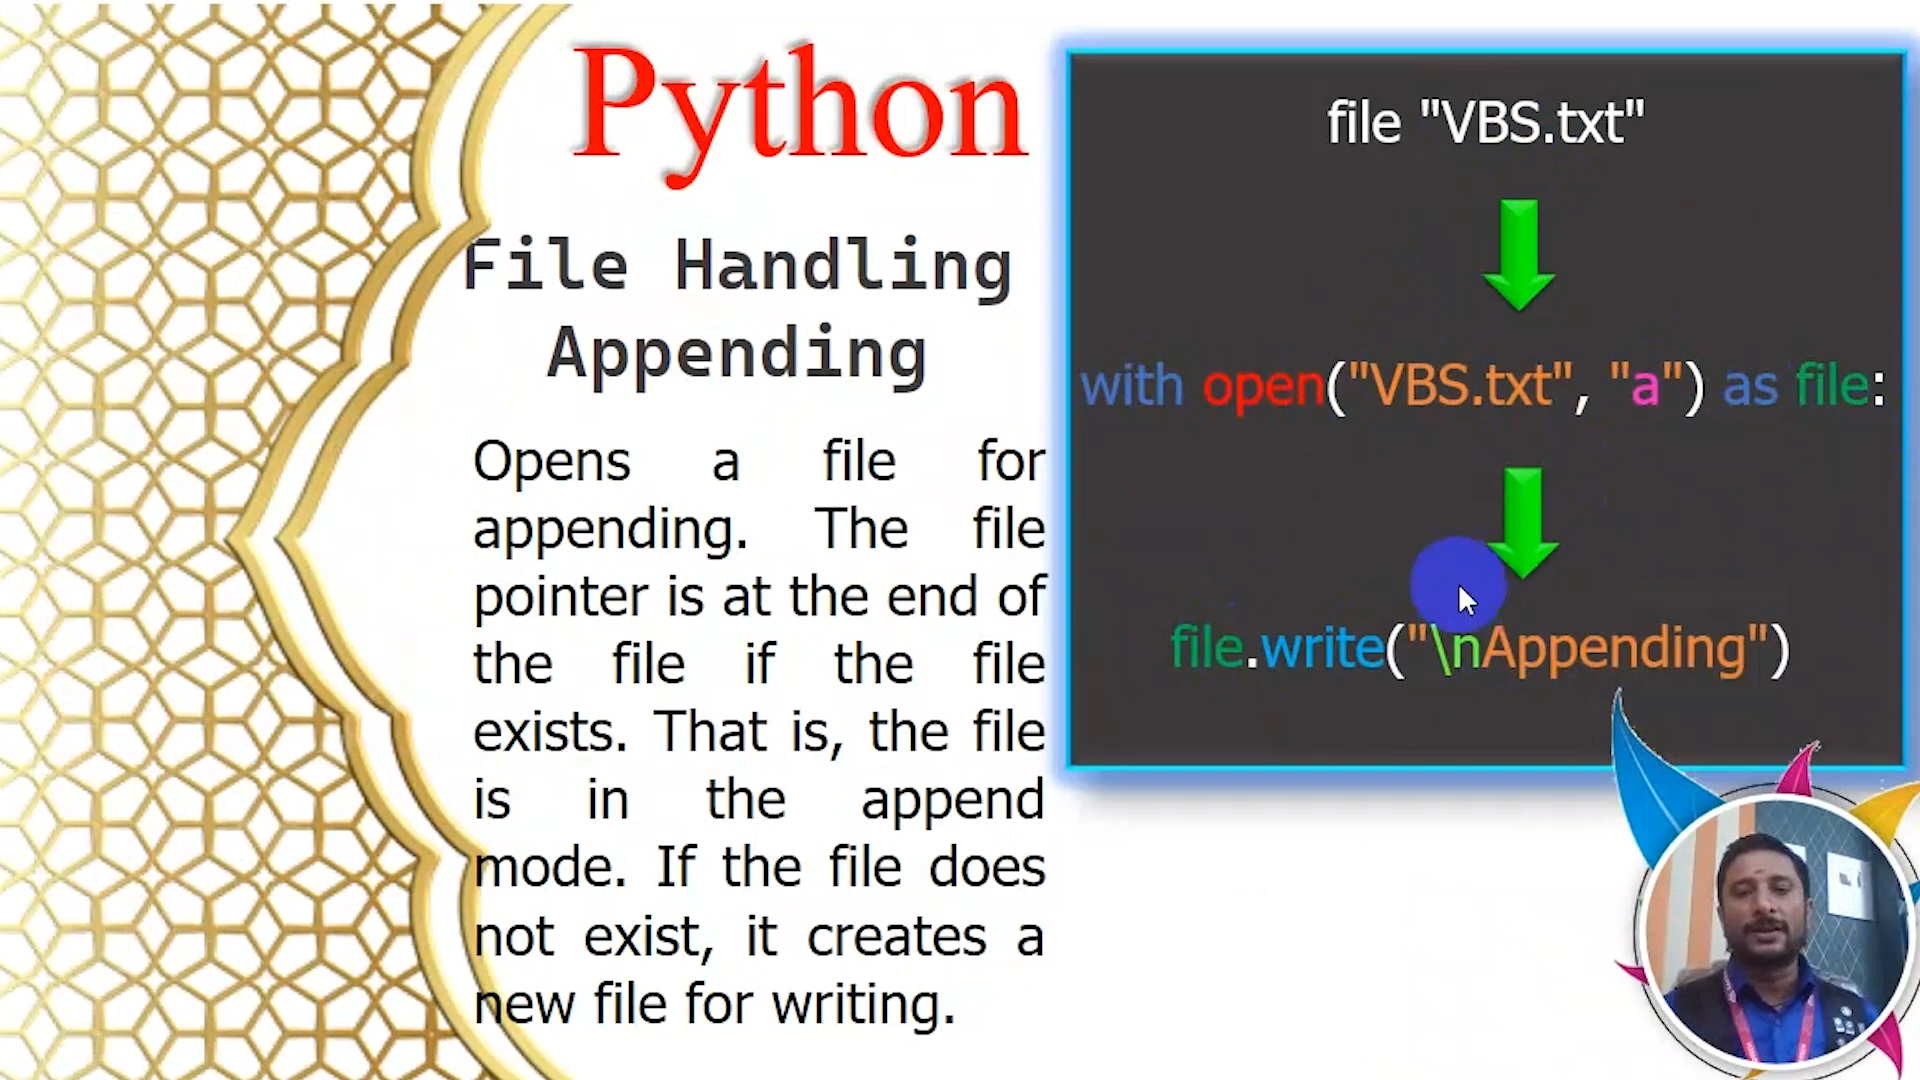 Python
File Handling
Appending
Opens a file for
appending. The file
pointer is at the end of
the file if the file
exists. That is, the file
is in the append
mode. If the file does
not exist, it creates a
new file for writing.
file "VBS.txt"
with open("VBS.txt", "a") as file:
file.write("\nAppending")